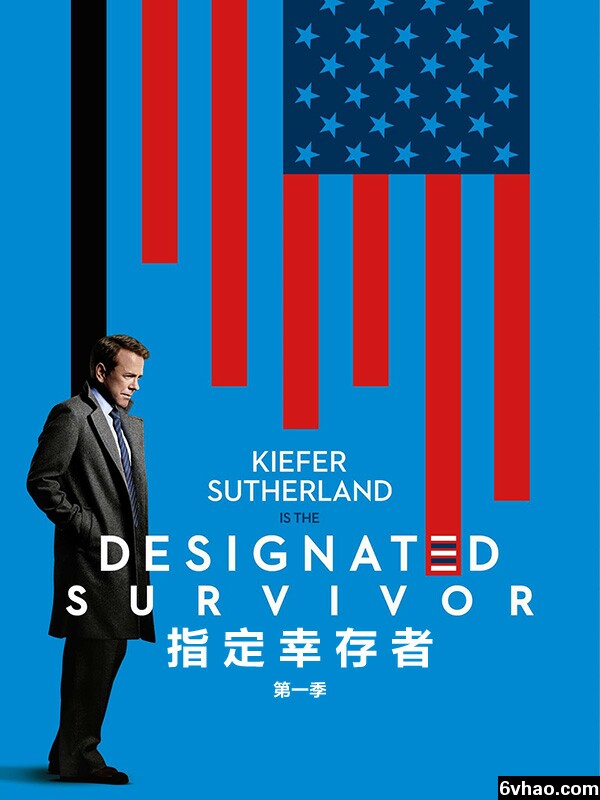 KIEFER
SUTHERLAND
IS THE
DESIGNATED
SURVIVOR
指定幸存者
第一季
6vhao.com